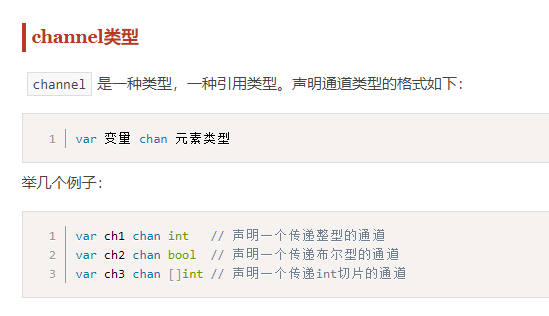 channel类型
channel 是一种类型，一种引用类型。声明通道类型的格式如下：
1 var 变量 chan 元素类型
举几个例子：
1 var ch1 chan int   // 声明一个传递整型的通道
2 var ch2 chan bool  // 声明一个传递布尔型的通道
3 var ch3 chan []int // 声明一个传递int切片的通道